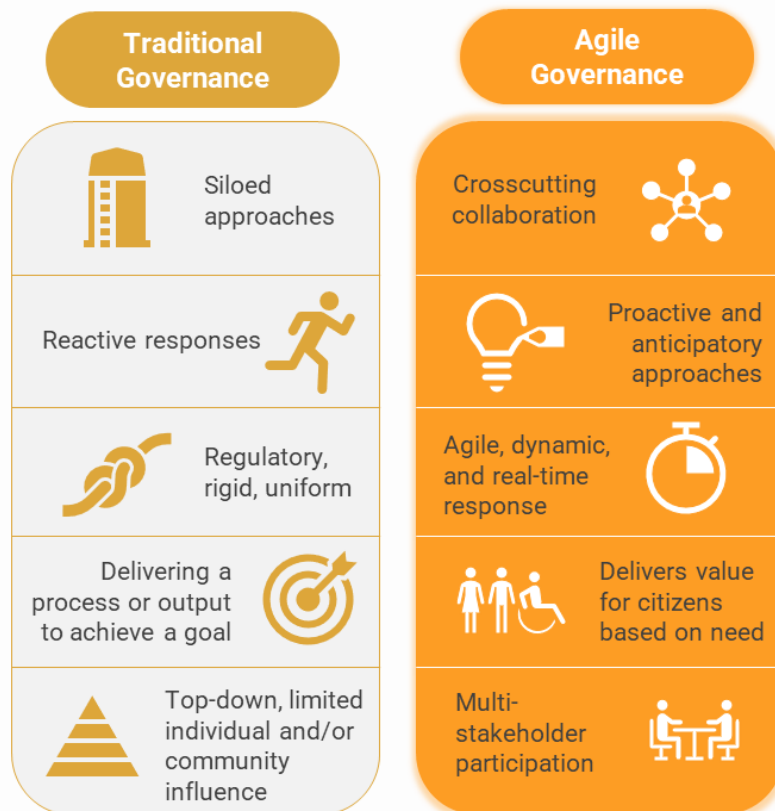 Traditional
Governance
Siloed
approaches
Reactive responses
Regulatory,
rigid, uniform
Delivering a
process or output
to achieve a goal
Top-down, limited
individual and/or
community
influence
Agile
Governance
Crosscutting
collaboration
Proactive and
anticipatory
approaches
Agile, dynamic,
and real-time
response
Delivers value
for citizens
based on need
Multi-
stakeholder
participation